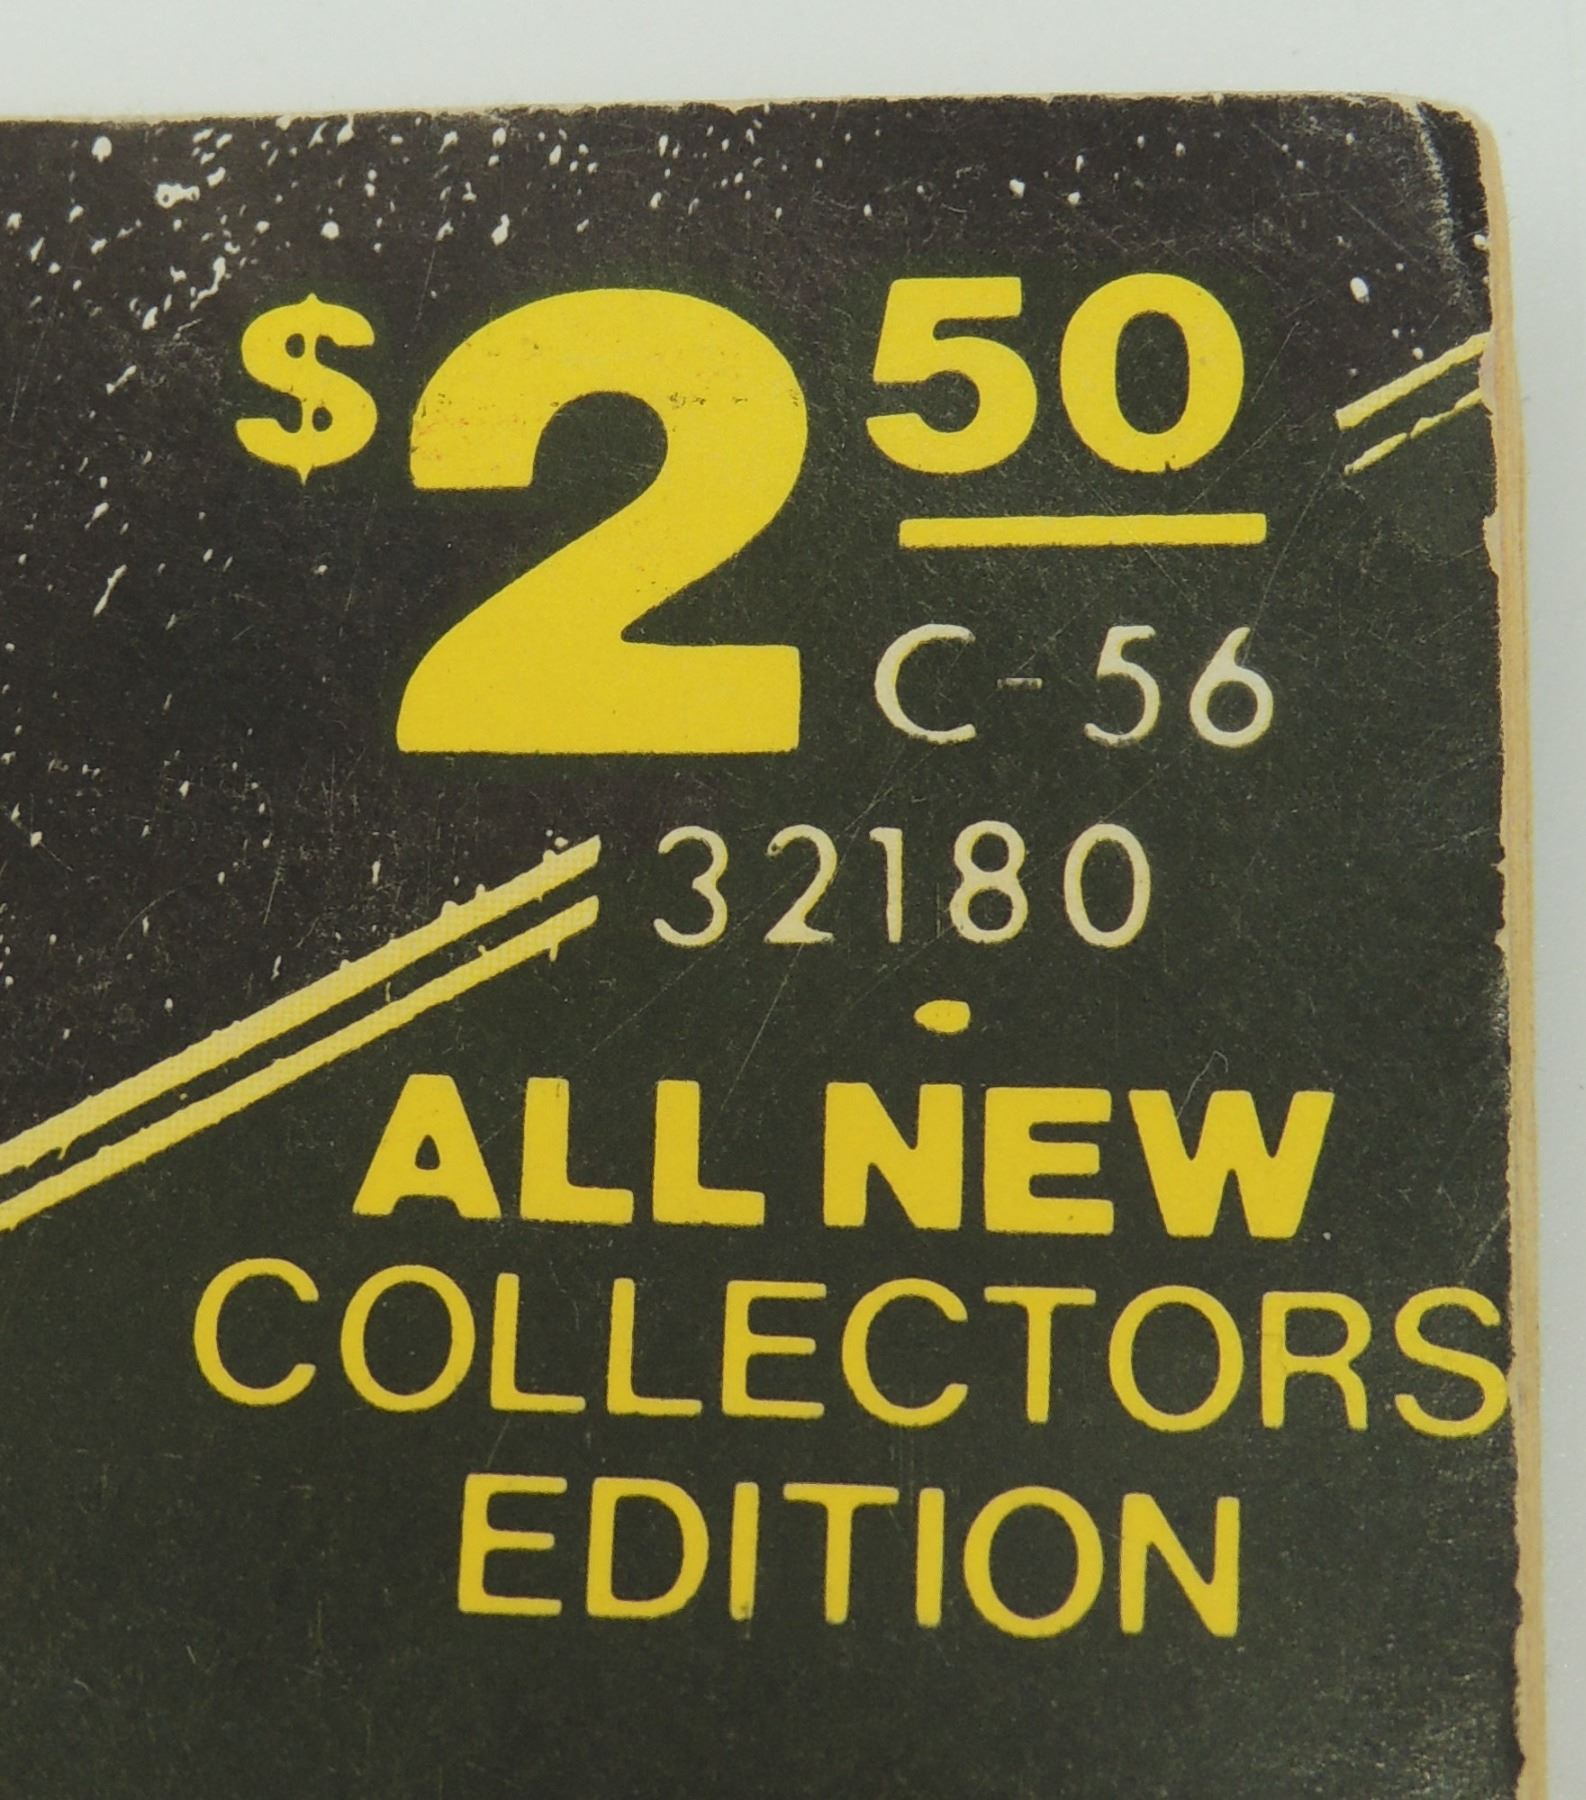 $2 50
C-56
32180
ALL NEW
COLLECTORS
EDITION